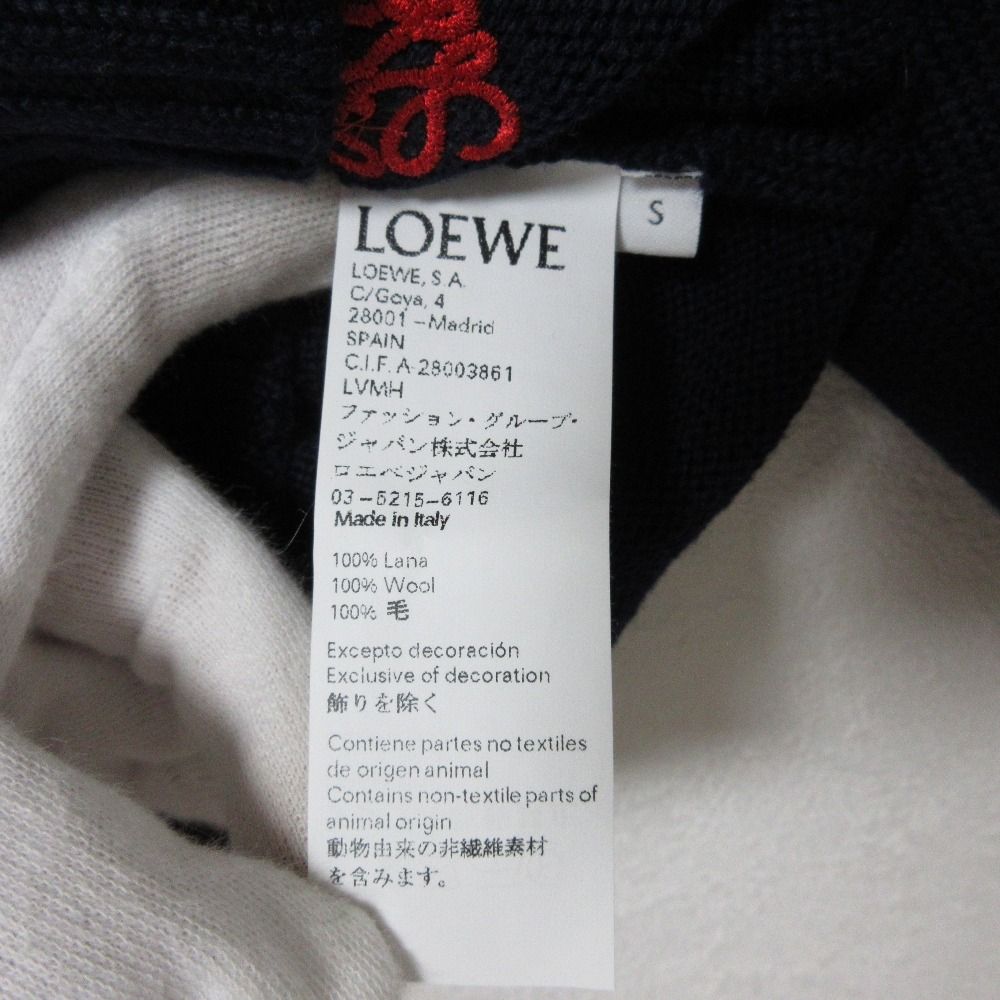 LOEWE
S
LOEWE, S.A.
C/Goya, 4
28001 –Madrid
SPAIN
C.I.F. A-28003861
LVMH
ファッション・グループ・
ジャパン株式会社
ロエベジャパン
03-5215-6116
Made in Italy
100% Lana
100% Wool
100% 毛
Excepto decoración
Exclusive of decoration
飾りを除く
Contiene partes no textiles
de origen animal
Contains non-textile parts of
animal origin
動物由来の非繊維素材
を含みます。